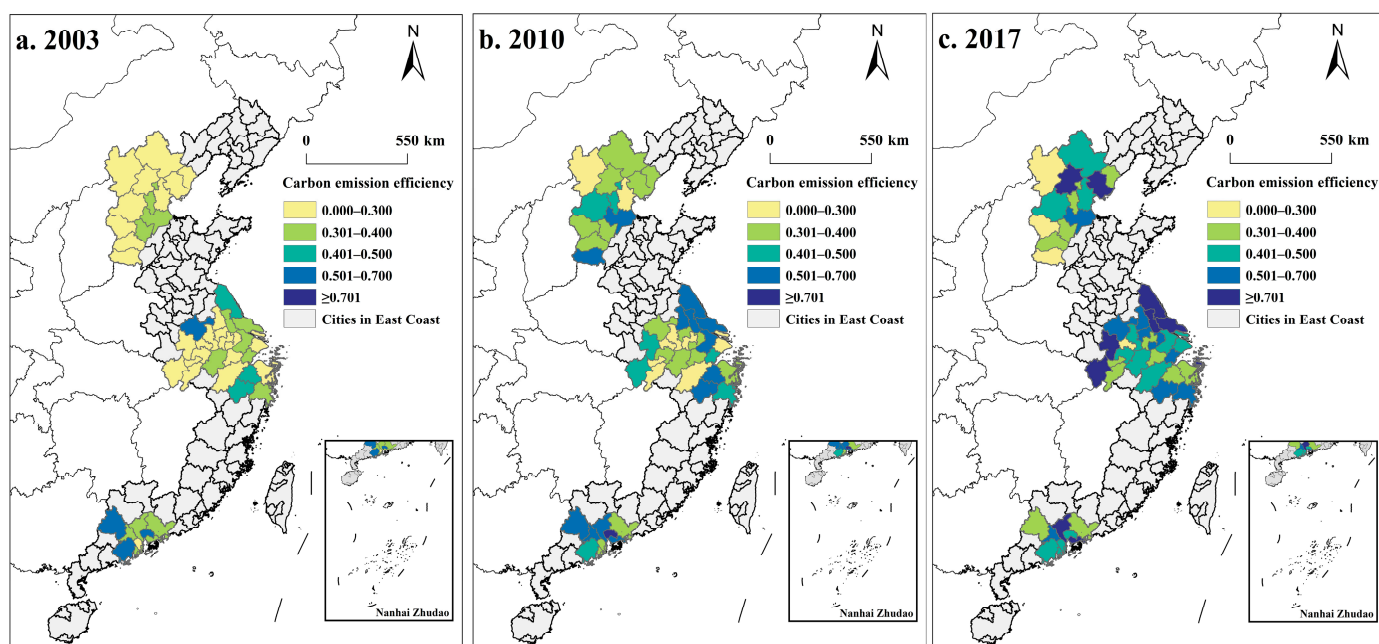 a. 2003
N
0 550 km
Carbon emission efficiency
0.000–0.300
0.301–0.400
0.401–0.500
0.501–0.700
≥0.701
Cities in East Coast
Nanhai Zhudao
b. 2010
N
0 550 km
Carbon emission efficiency
0.000–0.300
0.301–0.400
0.401–0.500
0.501–0.700
≥0.701
Cities in East Coast
Nanhai Zhudao
c. 2017
N
0 550 km
Carbon emission efficiency
0.000–0.300
0.301–0.400
0.401–0.500
0.501–0.700
≥0.701
Cities in East Coast
Nanhai Zhudao